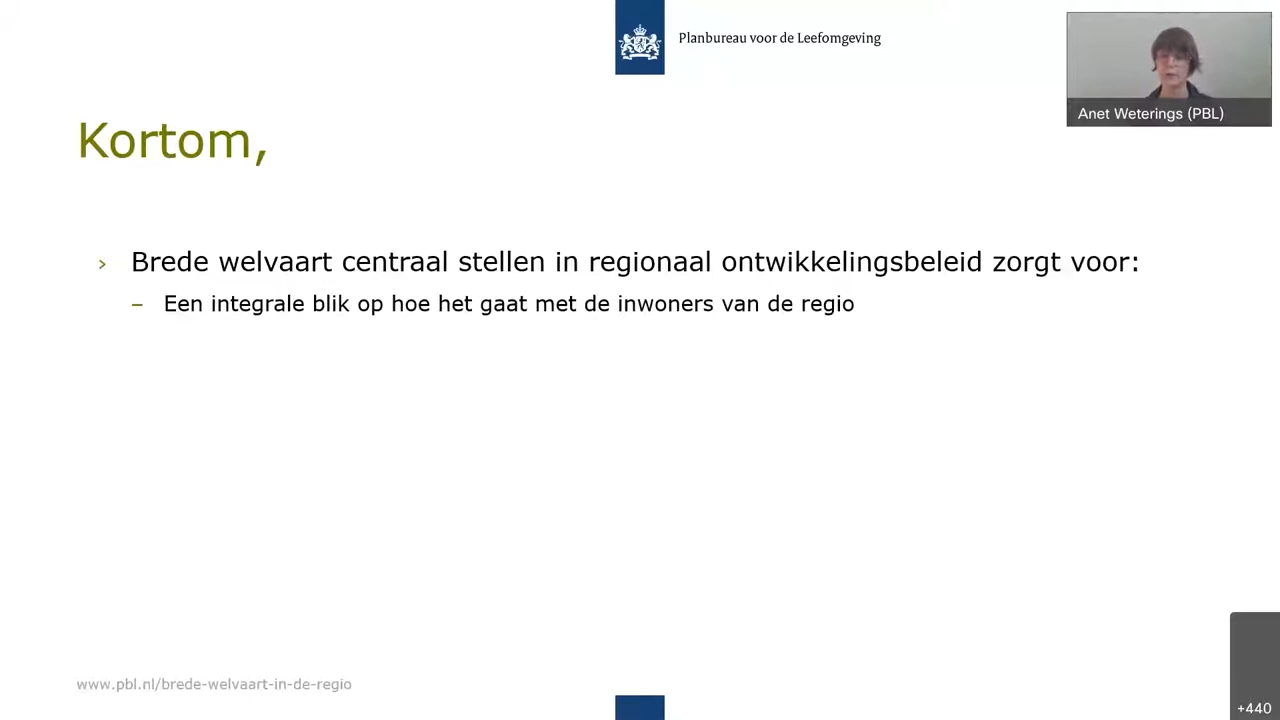 Planbureau voor de Leefomgeving
Anet Weterings (PBL)
Kortom,
› Brede welvaart centraal stellen in regionaal ontwikkelingsbeleid zorgt voor:
– Een integrale blik op hoe het gaat met de inwoners van de regio
www.pbl.nl/brede-welvaart-in-de-regio
+440